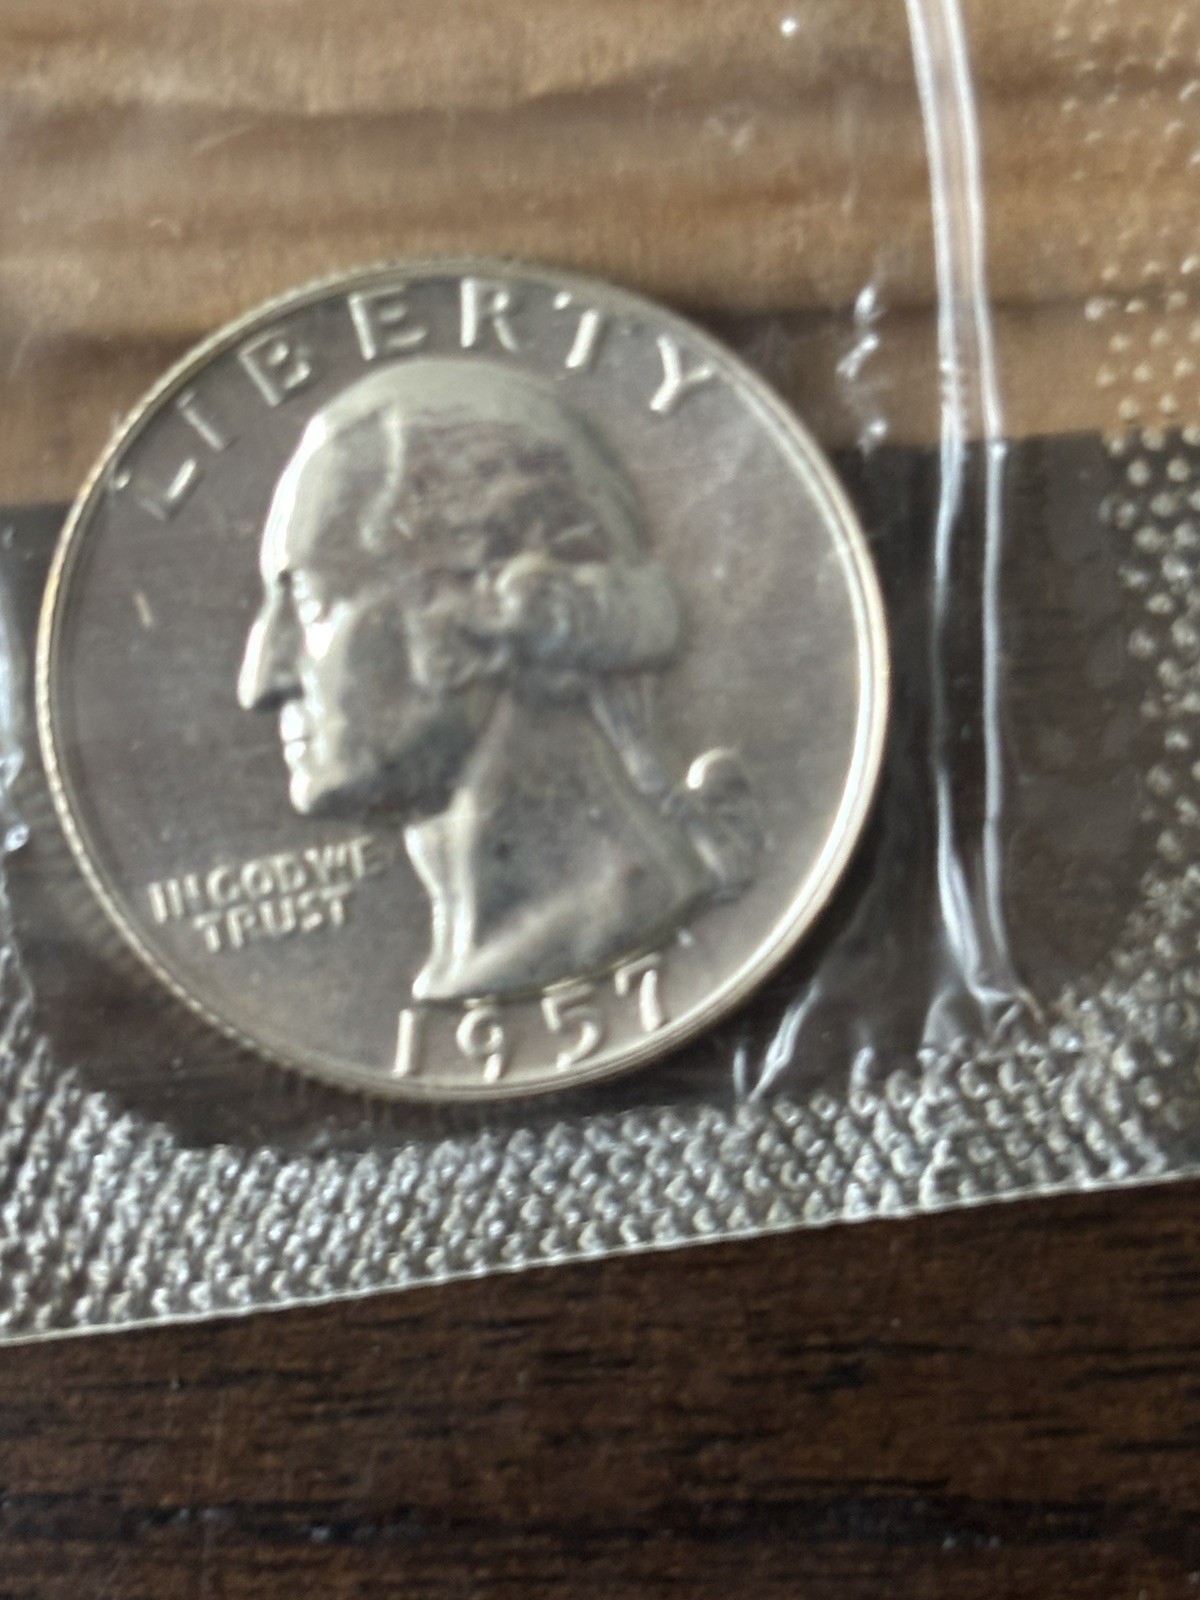 LIBERTY
IN GOD WE
TRUST
1957